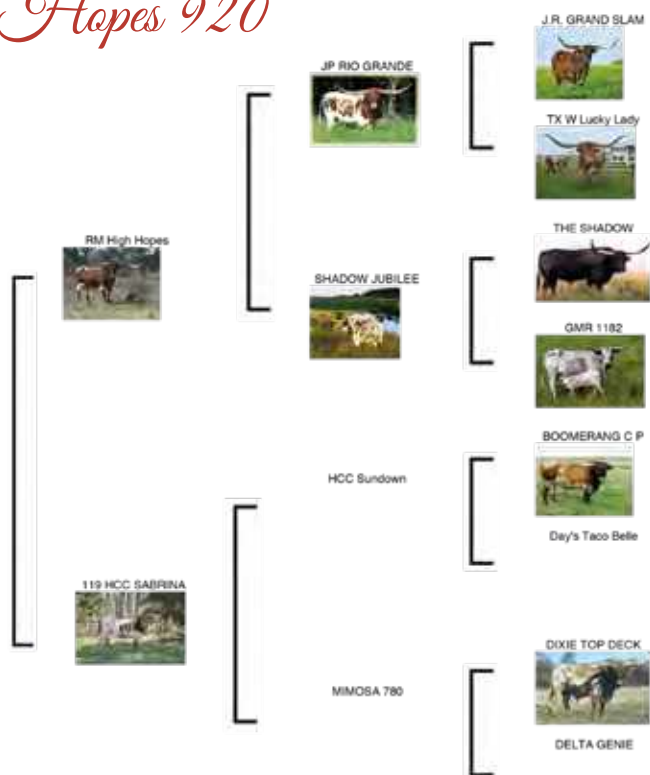 Hopes 920
J.R. GRAND SLAM
JP RIO GRANDE
TX W Lucky Lady
THE SHADOW
RM High Hopes
SHADOW JUBILEE
GMR 1182
BOOMERANG C P
HCC Sundown
Day's Taco Belle
119 HCC SABRINA
DIXIE TOP DECK
MIMOSA 780
DELTA GENIE